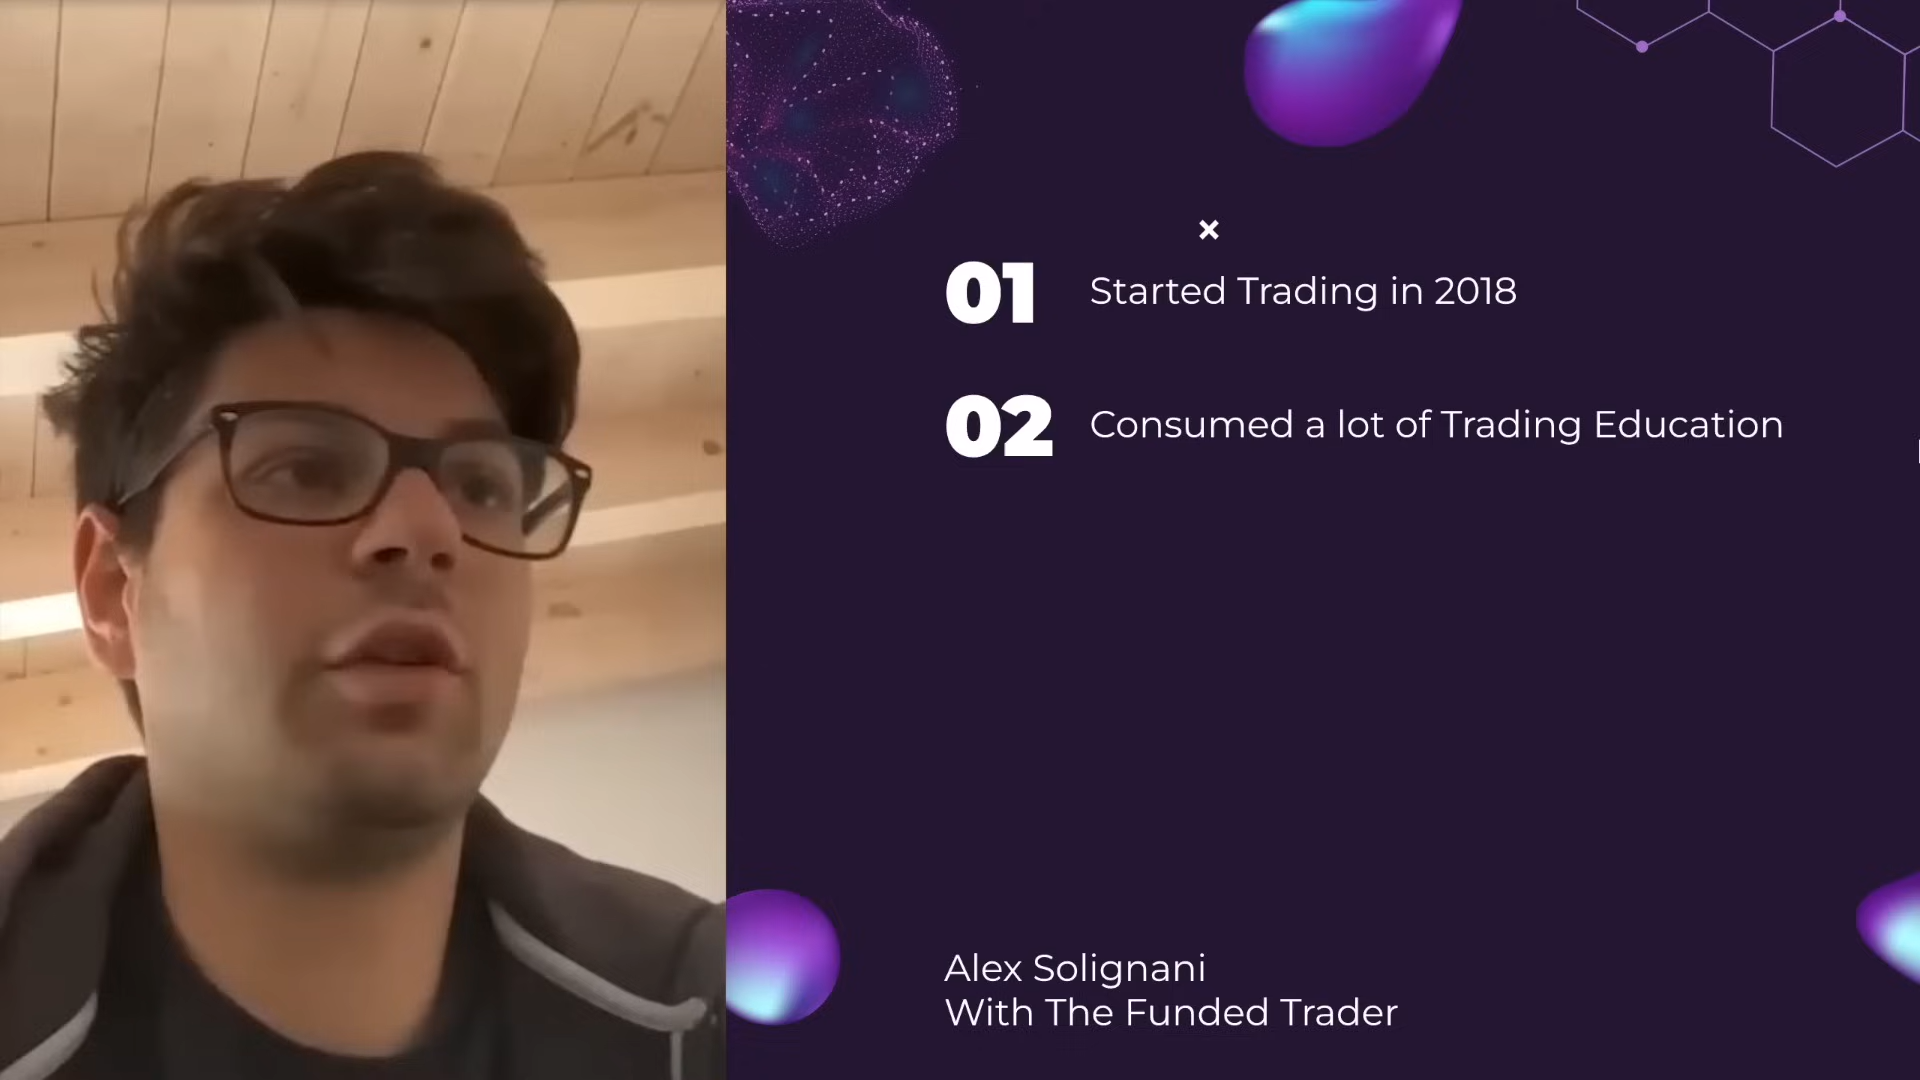 01 Started Trading in 2018
02 Consumed a lot of Trading Education
Alex Solignani
With The Funded Trader